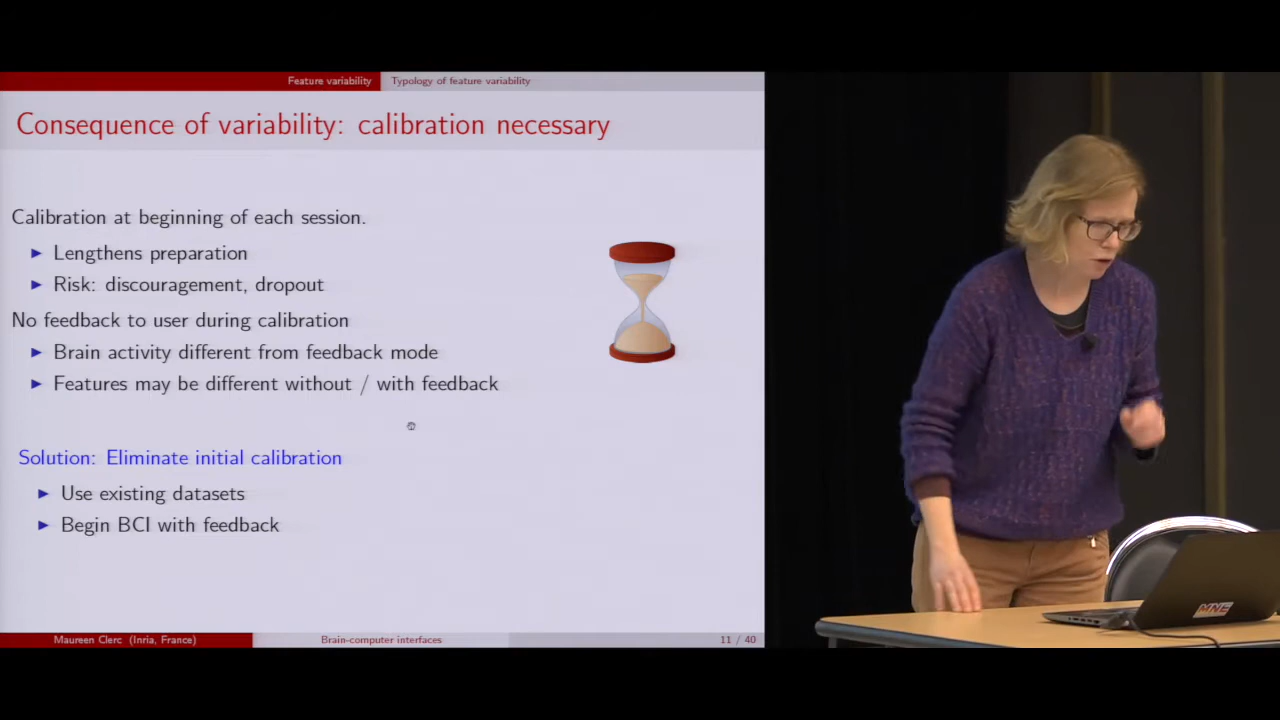 Feature variability
Typology of feature variability
Consequence of variability: calibration necessary
Calibration at beginning of each session.
Lengthens preparation
Risk: discouragement, dropout
No feedback to user during calibration
Brain activity different from feedback mode
Features may be different without / with feedback
Solution: Eliminate initial calibration
Use existing datasets
Begin BCI with feedback
Maureen Clerc (Inria, France)
Brain-computer interfaces
11 / 40
MNE